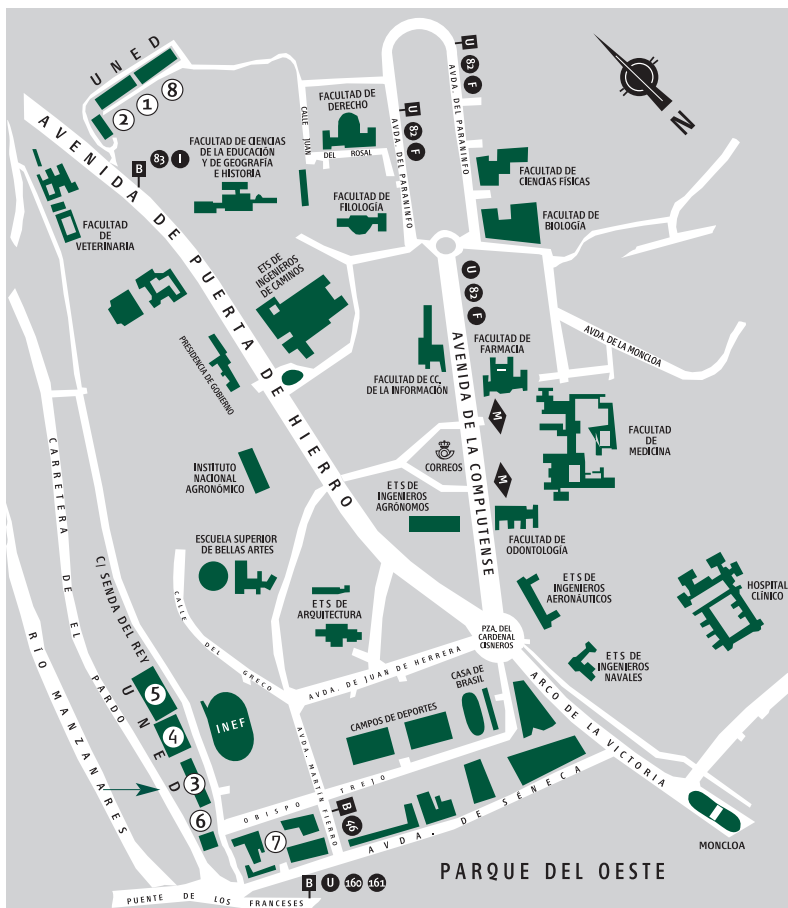 UNED
8
1
2
AVENIDA DE PUERTA DE HIERRO
B 83 I
FACULTAD DE CIENCIAS
DE LA EDUCACIÓN
Y DE GEOGRAFÍA
E HISTORIA
CALLE JUAN
DEL ROSAL
FACULTAD DE
DERECHO
U
82
F
AVDA. DEL PARANINFO
U
82
F
AVDA. DEL PARANINFO
N
FACULTAD DE
CIENCIAS FÍSICAS
FACULTAD DE
FILOLOGÍA
FACULTAD DE
BIOLOGÍA
FACULTAD
DE
VETERINARIA
ETS DE
INGENIEROS
DE CAMINOS
U
82
F
AVENIDA DE LA COMPLUTENSE
AVDA. DE LA MONCLOA
PRESIDENCIA DE GOBIERNO
FACULTAD DE CC.
DE LA INFORMACIÓN
FACULTAD DE
FARMACIA
M
FACULTAD
DE
MEDICINA
CORREOS
M
INSTITUTO
NACIONAL
AGRONÓMICO
E T S DE
INGENIEROS
AGRÓNOMOS
FACULTAD DE
ODONTOLOGÍA
CARRETERA DE EL PARDO
C/ SENDA DEL REY
ESCUELA SUPERIOR
DE BELLAS ARTES
E T S DE
ARQUITECTURA
E T S DE
INGENIEROS
AERONÁUTICOS
HOSPITAL
CLÍNICO
RÍO MANZANARES
CALLE DEL GRECO
PZA. DEL
CARDENAL
CISNEROS
E T S DE
INGENIEROS
NAVALES
AVDA. DE JUAN DE HERRERA
CASA DE
BRASIL
ARCO DE LA VICTORIA
UNED
5
4
INEF
CAMPOS DE DEPORTES
AVDA. MARTIN FIERRO
3
OBISPO TREJO
6
7
B
46
AVDA. DE SÉNECA
MONCLOA
PARQUE DEL OESTE
B U 160 161
PUENTE DE LOS FRANCESES